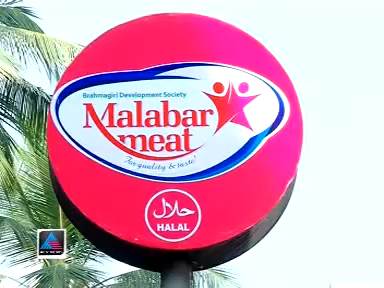 Brahmagiri Development Society
Malabar
meat
For quality & taste!
حلال
HALAL